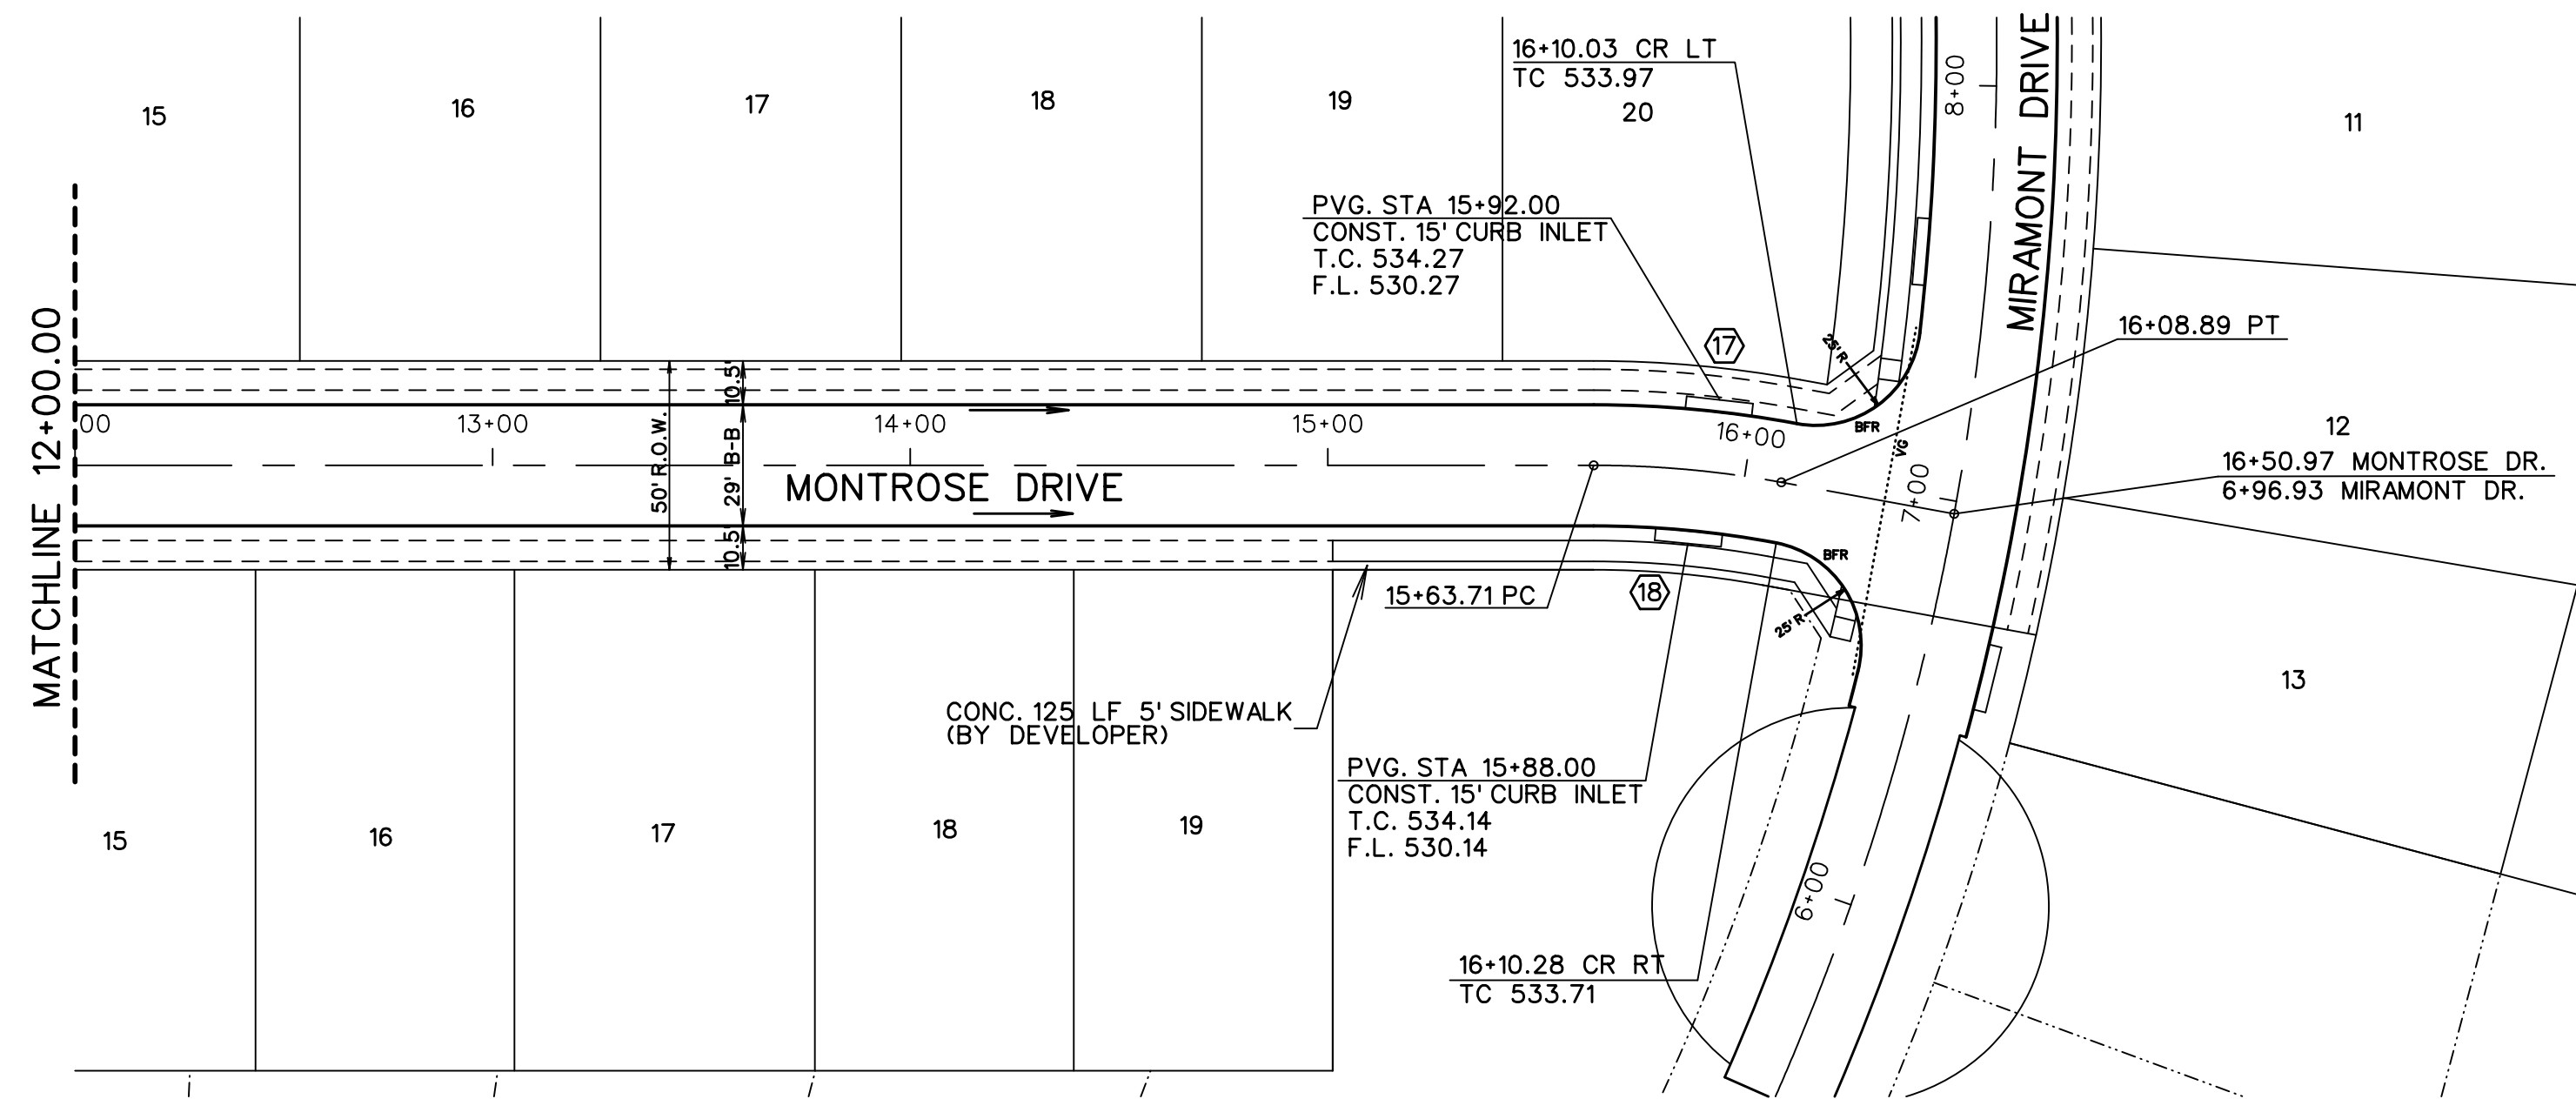 15
16
17
18
19
16+10.03 CR LT
TC 533.97
20
8+00
MIRAMONT DRIVE
11
PVG. STA 15+92.00
CONST. 15' CURB INLET
T.C. 534.27
F.L. 530.27
17
25' R
16+08.89 PT
MATCHLINE 12+00.00
00
13+00
14+00
15+00
16+00
10.5'
50' R.O.W.
29' B-B
10.5'
MONTROSE DRIVE
BFR
VG
7+00
12
16+50.97 MONTROSE DR.
6+96.93 MIRAMONT DR.
BFR
15+63.71 PC
18
25' R
13
CONC. 125 LF 5' SIDEWALK
(BY DEVELOPER)
PVG. STA 15+88.00
CONST. 15' CURB INLET
T.C. 534.14
F.L. 530.14
15
16
17
18
19
6+00
16+10.28 CR RT
TC 533.71